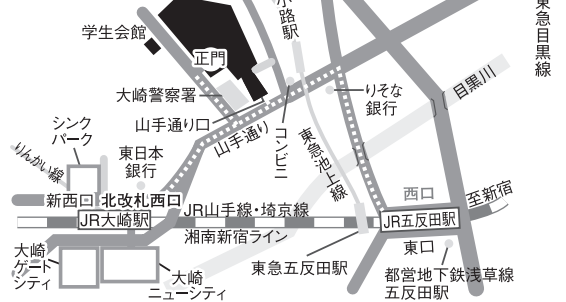 小路駅
東急目黒線
学生会館
正門
大崎警察署
りそな
銀行
目黒川
山手通り口
シンク
パーク
山手通り
コンビニ
東急池上線
りんかい線
東日本
銀行
西口
至新宿
新西口
北改札西口
JR山手線・埼京線
JR大崎駅
JR五反田駅
湘南新宿ライン
東口
大崎
ゲート
シティ
大崎
ニューシティ
東急五反田駅
都営地下鉄浅草線
五反田駅